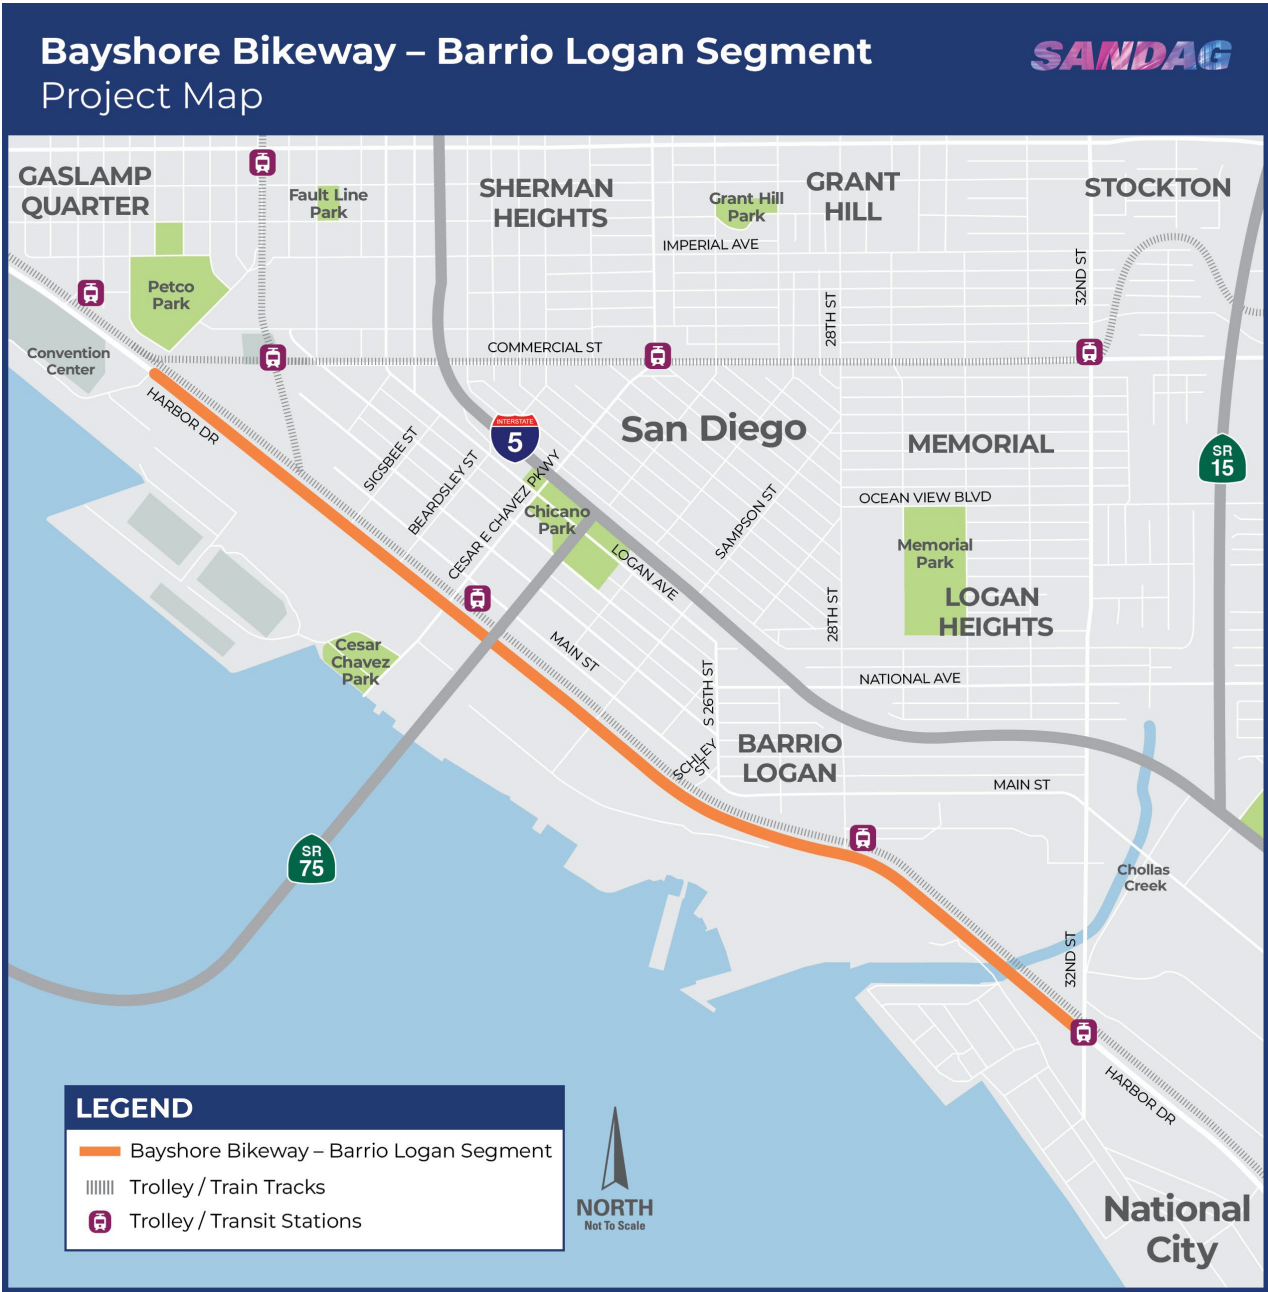 Bayshore Bikeway – Barrio Logan Segment
Project Map
SANDAG
GASLAMP
QUARTER
Fault Line
Park
SHERMAN
HEIGHTS
Grant Hill
Park
GRANT
HILL
STOCKTON
IMPERIAL AVE
Petco
Park
28TH ST
32ND ST
Convention
Center
COMMERCIAL ST
HARBOR DR
SIGSBEE ST
BEARDSLEY ST
CESAR E CHAVEZ PKWY
INTERSTATE
5
San Diego
MEMORIAL
SR
15
OCEAN VIEW BLVD
Chicano
Park
SAMPSON ST
LOGAN AVE
Memorial
Park
LOGAN
HEIGHTS
28TH ST
Cesar
Chavez
Park
MAIN ST
S 26TH ST
NATIONAL AVE
SCHLEY
ST
BARRIO
LOGAN
MAIN ST
SR
75
Chollas
Creek
32ND ST
HARBOR DR
National
City
LEGEND
Bayshore Bikeway – Barrio Logan Segment
Trolley / Train Tracks
Trolley / Transit Stations
NORTH
Not To Scale